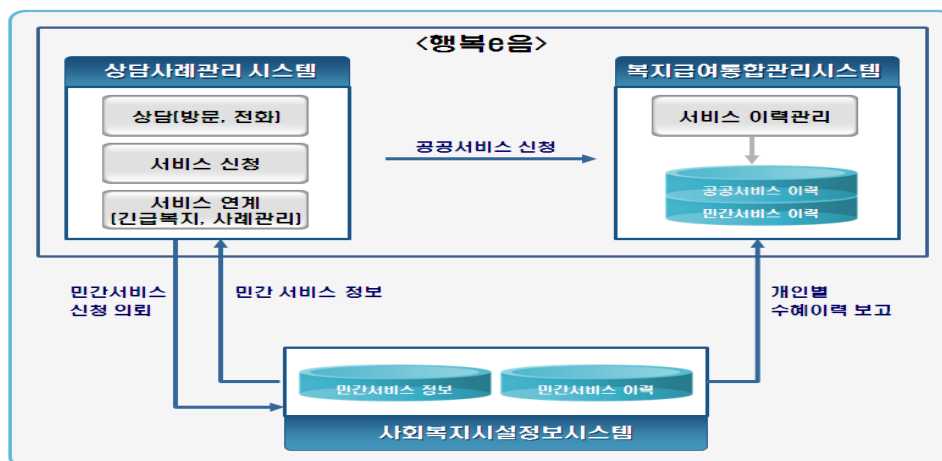 <행복e음>
상담사례관리 시스템
상담(방문, 전화)
서비스 신청
서비스 연계
(긴급복지, 사례관리)
공공서비스 신청
복지급여통합관리시스템
서비스 이력관리
공공서비스 이력
민간서비스 이력
민간서비스
신청 의뢰
민간 서비스 정보
개인별
수혜이력 보고
민간서비스 정보
민간서비스 이력
사회복지시설정보시스템